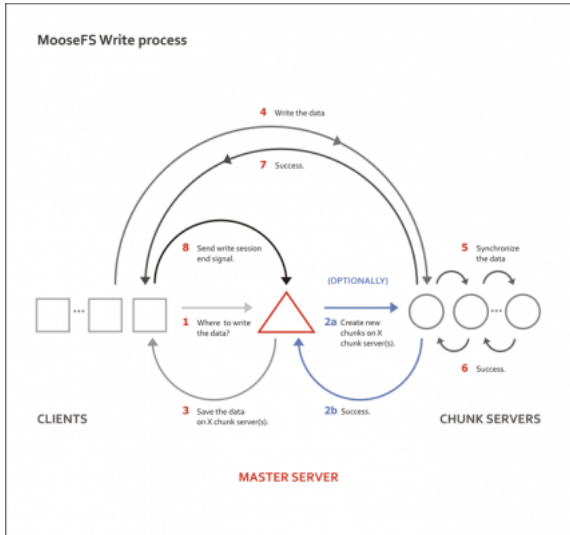 MooseFS Write process
4 Write the data
7 Success.
8 Send write session
end signal.
5 Synchronize
the data
(OPTIONALLY)
...
...
1 Where to write
the data?
2a Create new
chunks on X
chunk server(s).
6 Success.
3 Save the data
on X chunk server(s).
2b Success.
CLIENTS
CHUNK SERVERS
MASTER SERVER